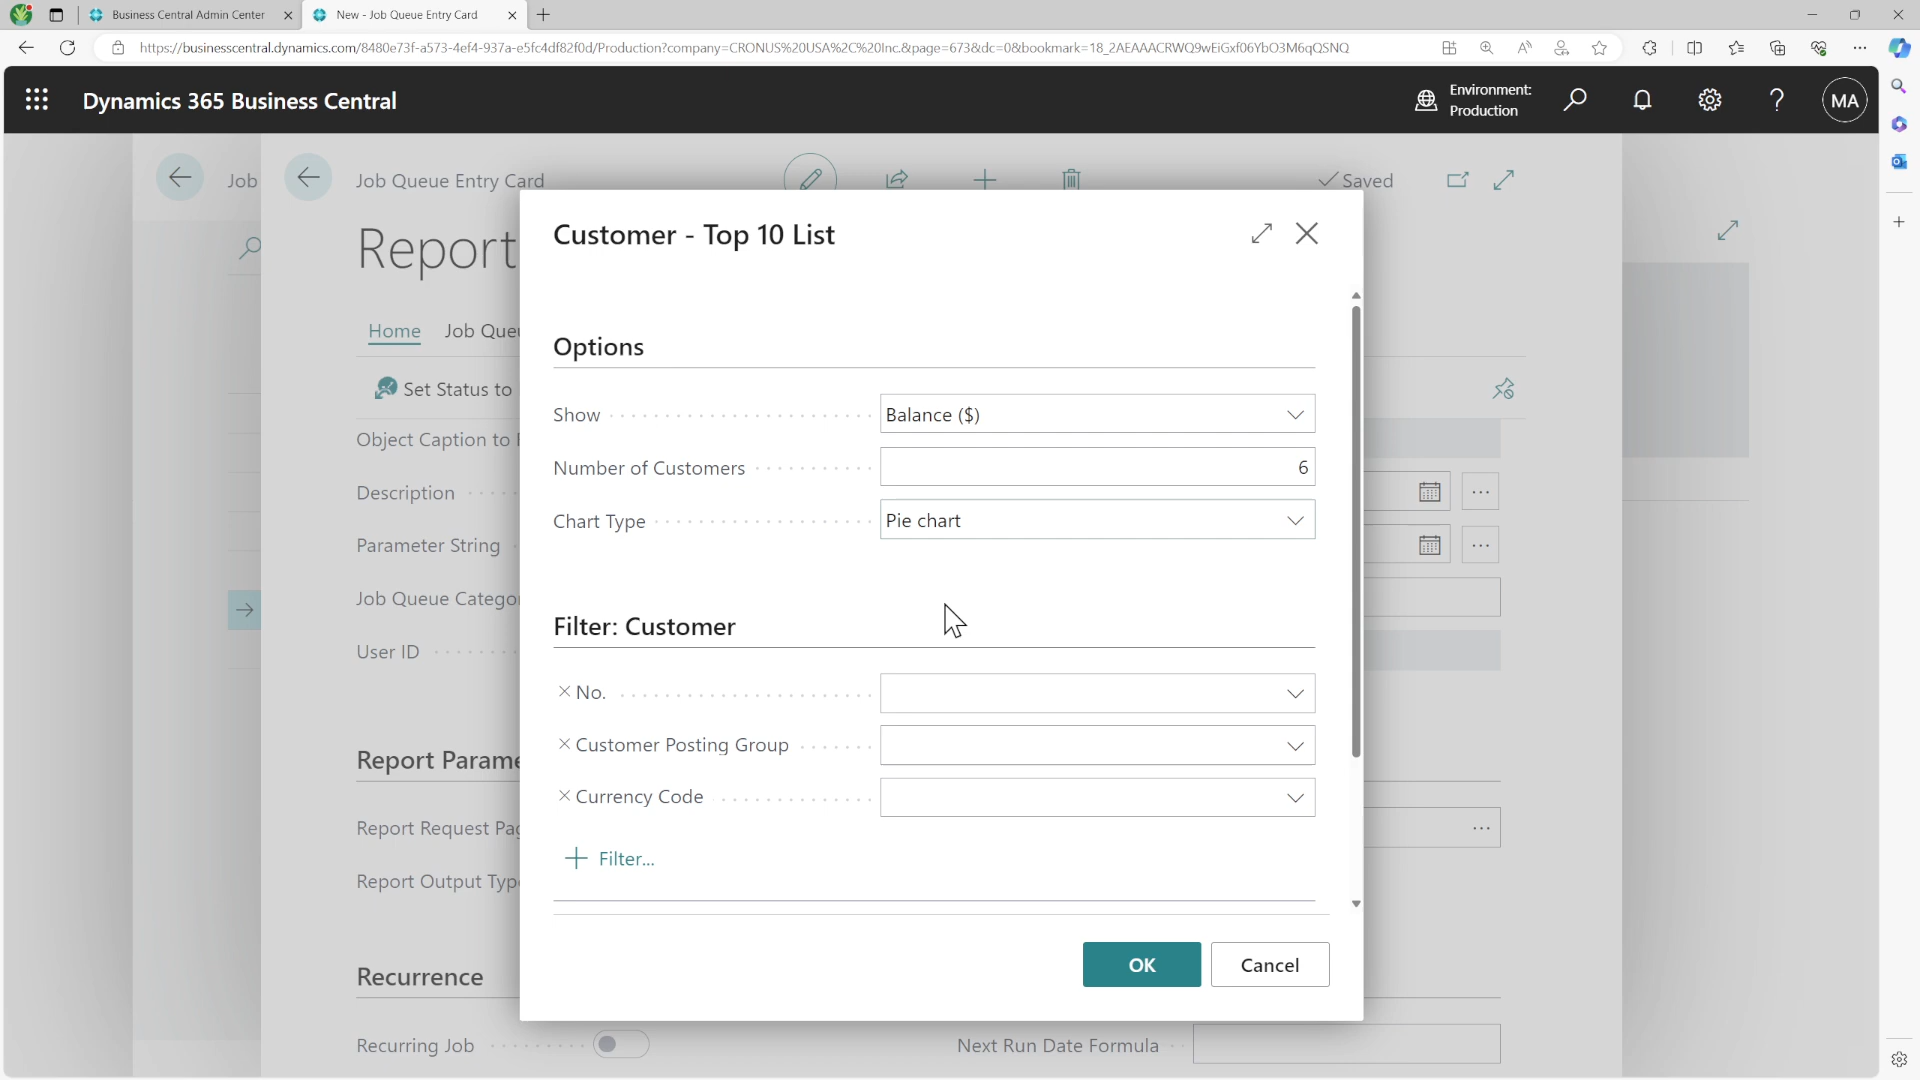 Business Central Admin Center
New - Job Queue Entry Card
https://businesscentral.dynamics.com/8480e73f-a573-4ef4-937a-e5fc4df82f0d/Production?company=CRONUS%20USA%2C%20Inc.&page=673&dc=0&bookmark=18_2AEAAACRWQ9wEiGxf06YbO3M6qQSNQ
Dynamics 365 Business Central
Environment:
Production
MA
Job
Job Queue Entry Card
Saved
Report
Customer - Top 10 List
Home
Job Que
Options
Set Status to
Show
Balance ($)
Object Caption to
Number of Customers
6
Description
Chart Type
Pie chart
Parameter String
Job Queue Catego
Filter: Customer
User ID
No.
Customer Posting Group
Report Parame
Currency Code
Report Request Pa
Filter...
Report Output Typ
OK
Cancel
Recurrence
Recurring Job
Next Run Date Formula